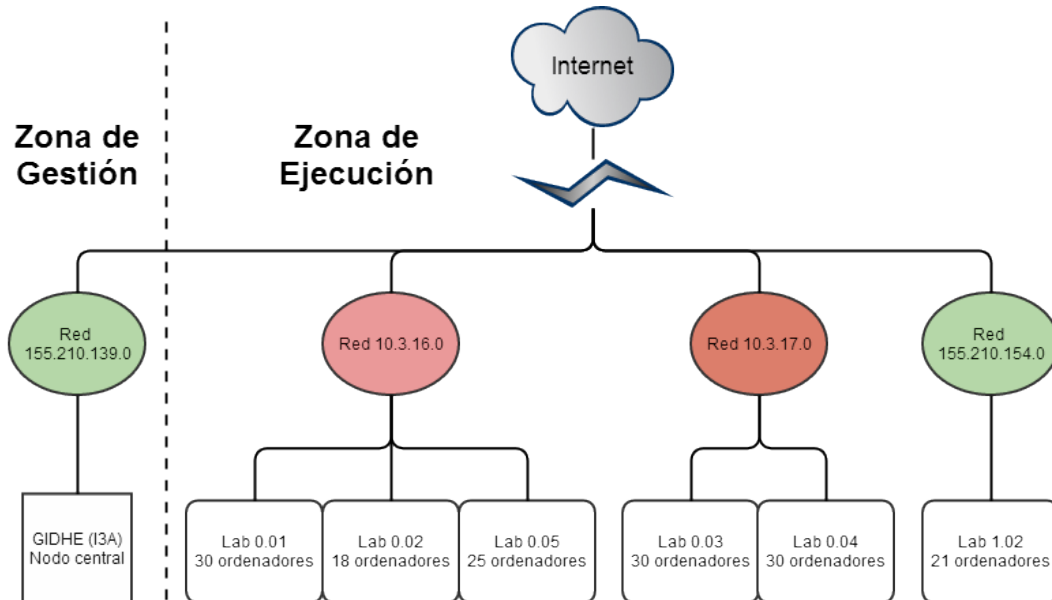 Internet
Zona de
Gestión
Zona de
Ejecución
Red
155.210.139.0
Red 10.3.16.0
Red 10.3.17.0
Red
155.210.154.0
GIDHE (I3A)
Nodo central
Lab 0.01
30 ordenadores
Lab 0.02
18 ordenadores
Lab 0.05
25 ordenadores
Lab 0.03
30 ordenadores
Lab 0.04
30 ordenadores
Lab 1.02
21 ordenadores